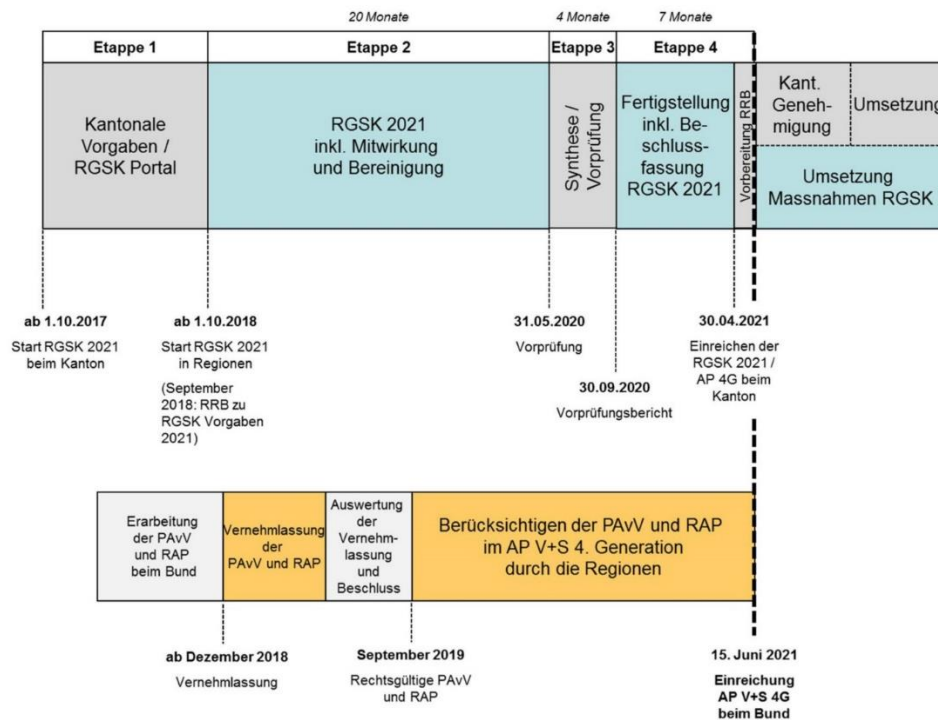 20 Monate
4 Monate
7 Monate
Etappe 1
Etappe 2
Etappe 3
Etappe 4
Kantonale
Vorgaben /
RGSK Portal
RGSK 2021
inkl. Mitwirkung
und Bereinigung
Synthese /
Vorprüfung
Fertigstellung
inkl. Be-
schluss-
fassung
RGSK 2021
Vorbereitung RRB
Kant.
Geneh-
migung
Umsetzung
Umsetzung
Massnahmen RGSK
ab 1.10.2017
Start RGSK 2021
beim Kanton
ab 1.10.2018
Start RGSK 2021
in Regionen
(September
2018: RRB zu
RGSK Vorgaben
2021)
31.05.2020
Vorprüfung
30.09.2020
Vorprüfungsbericht
30.04.2021
Einreichen der
RGSK 2021 /
AP 4G beim
Kanton
Erarbeitung
der PAvV
und RAP
beim Bund
Vernehmlassung
der
PAvV und RAP
Auswertung
der
Vernehm-
lassung
und
Beschluss
Berücksichtigen der PAvV und RAP
im AP V+S 4. Generation
durch die Regionen
ab Dezember 2018
Vernehmlassung
September 2019
Rechtsgültige PAvV
und RAP
15. Juni 2021
Einreichung
AP V+S 4G
beim Bund